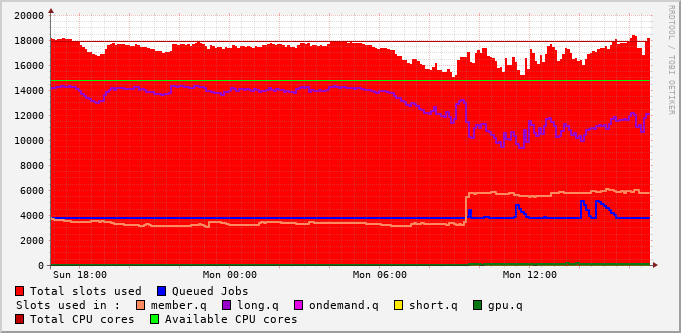 RRDTOOL / TOBI OETIKER
20000
18000
16000
14000
12000
10000
8000
6000
4000
2000
0
Sun 18:00 Mon 00:00 Mon 06:00 Mon 12:00
Total slots used Queued Jobs
Slots used in : member.q long.q ondemand.q short.q gpu.q
Total CPU cores Available CPU cores